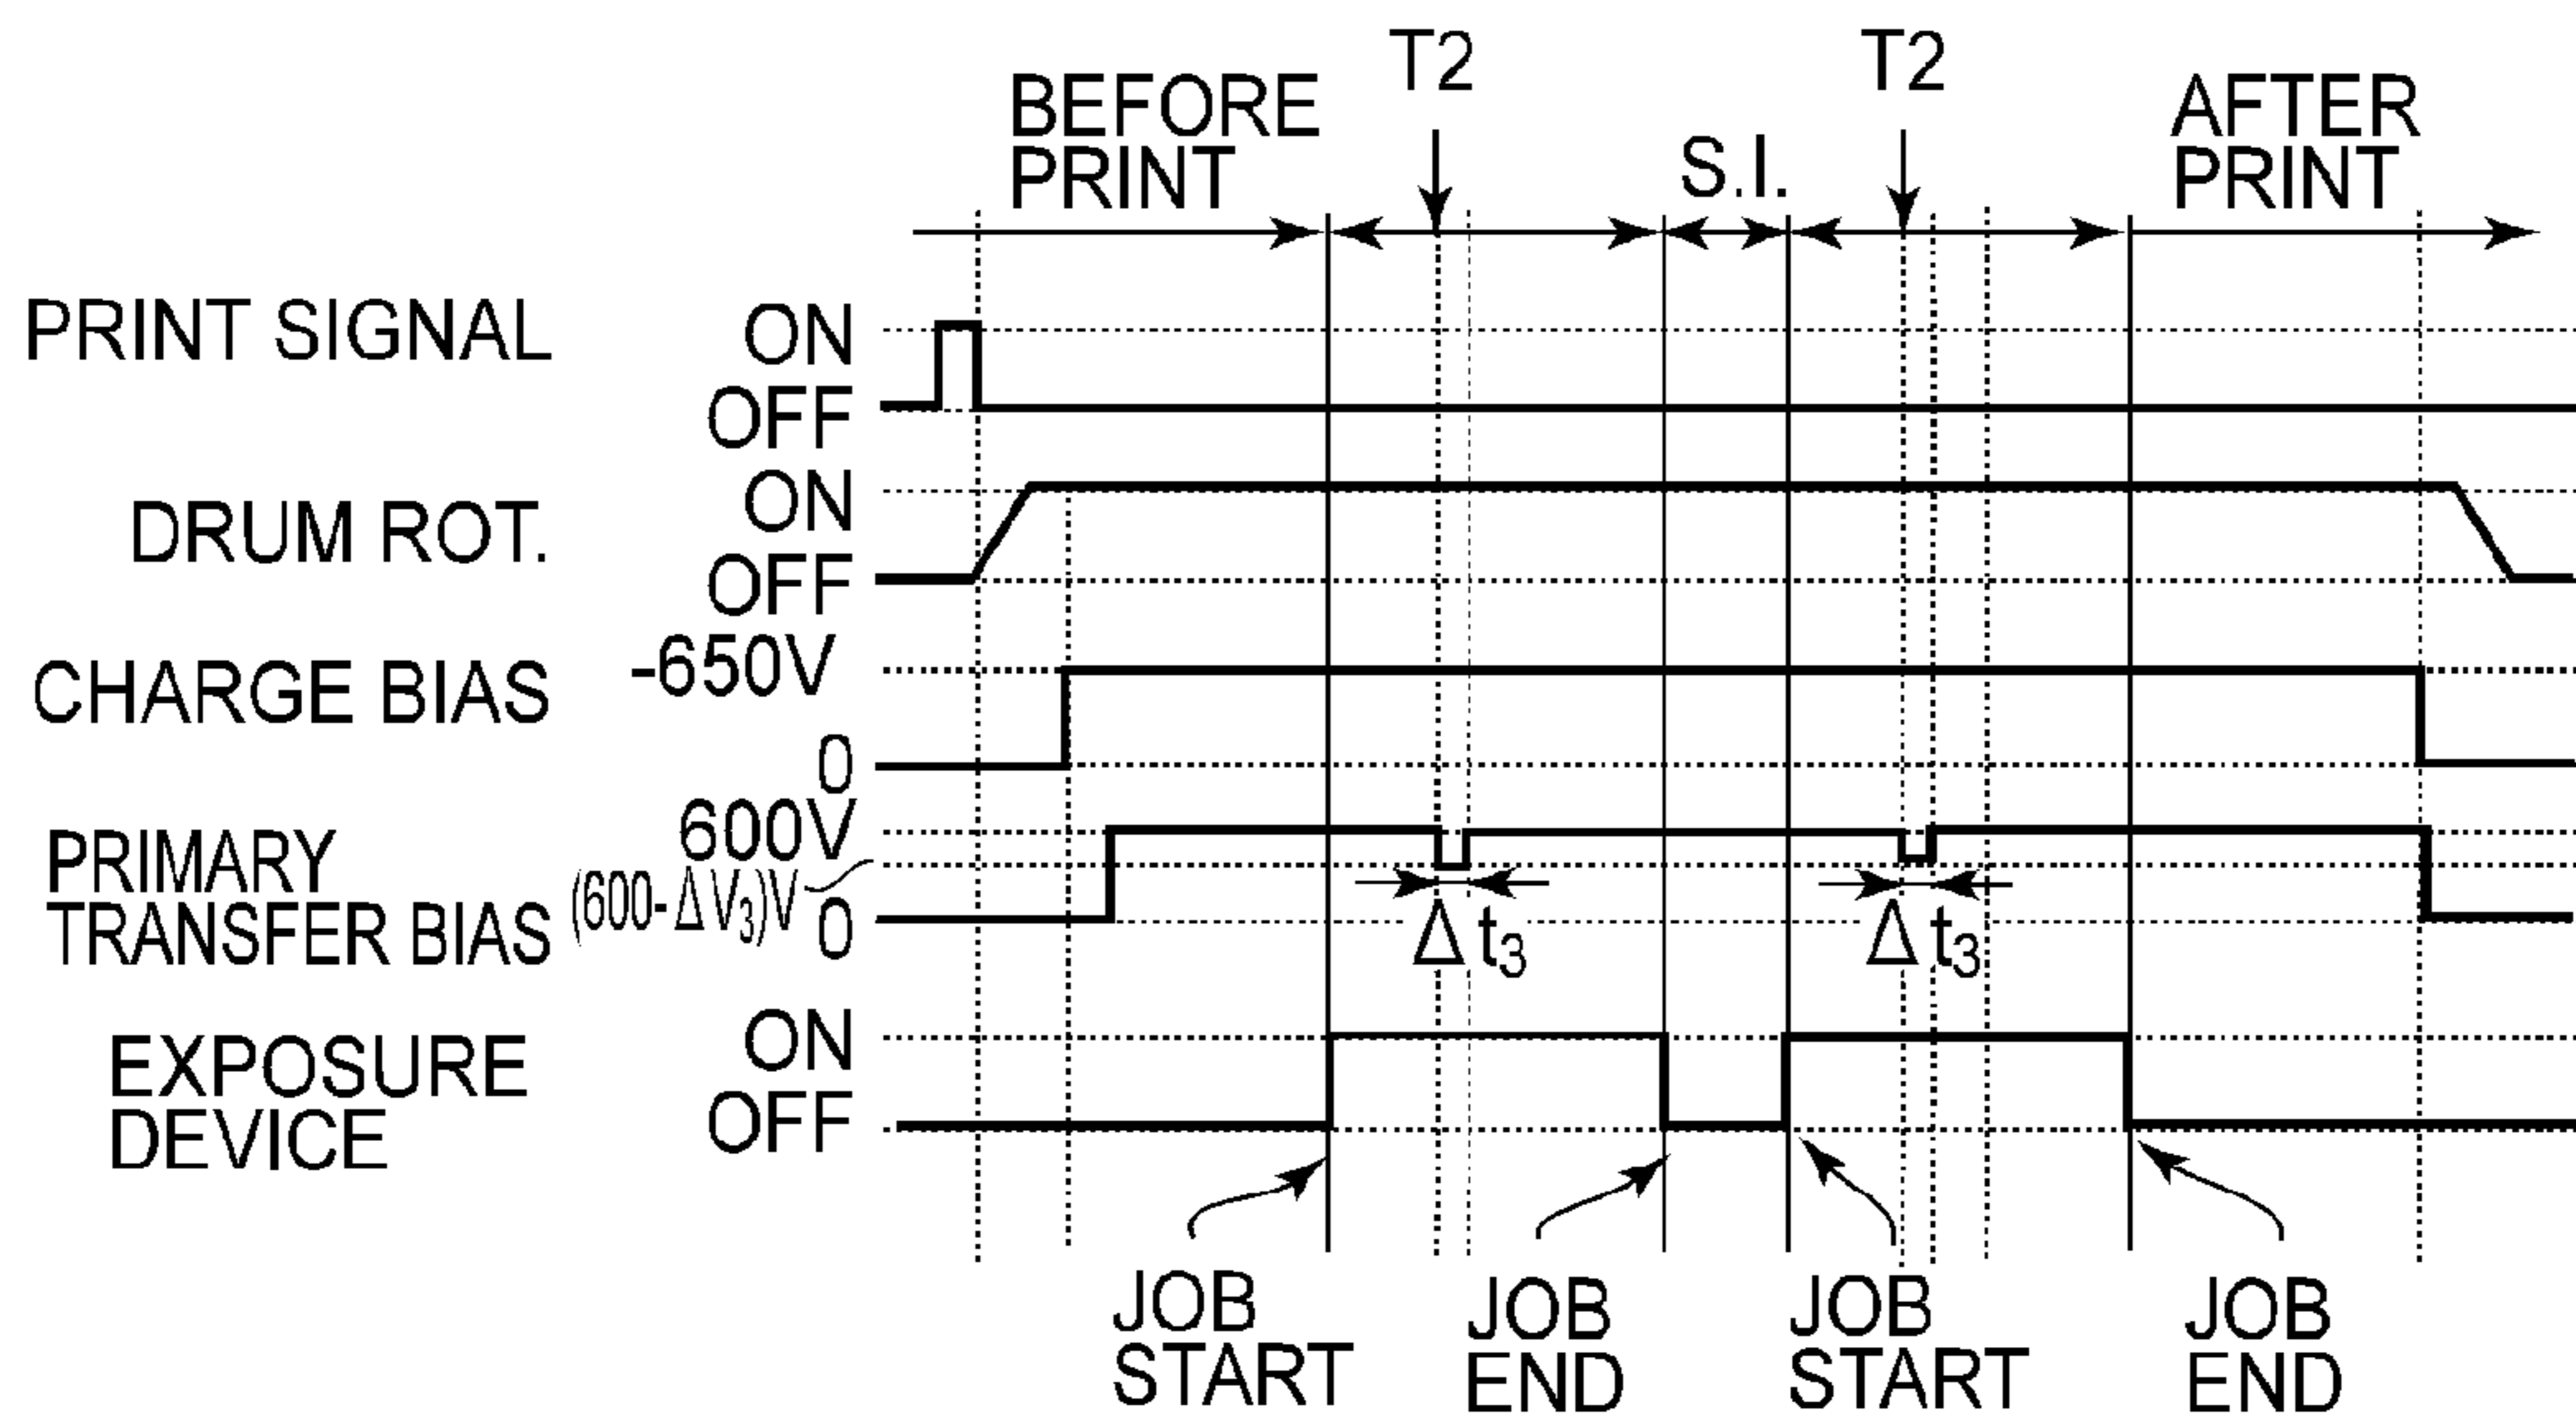 BEFORE
PRINT
T2
S.I.
T2
AFTER
PRINT
PRINT SIGNAL
ON
OFF
DRUM ROT.
ON
OFF
CHARGE BIAS
-650V
0
PRIMARY
TRANSFER BIAS
600V
(600-ΔV₃)V
0
Δt₃
Δt₃
EXPOSURE
DEVICE
ON
OFF
JOB
START
JOB
END
JOB
START
JOB
END